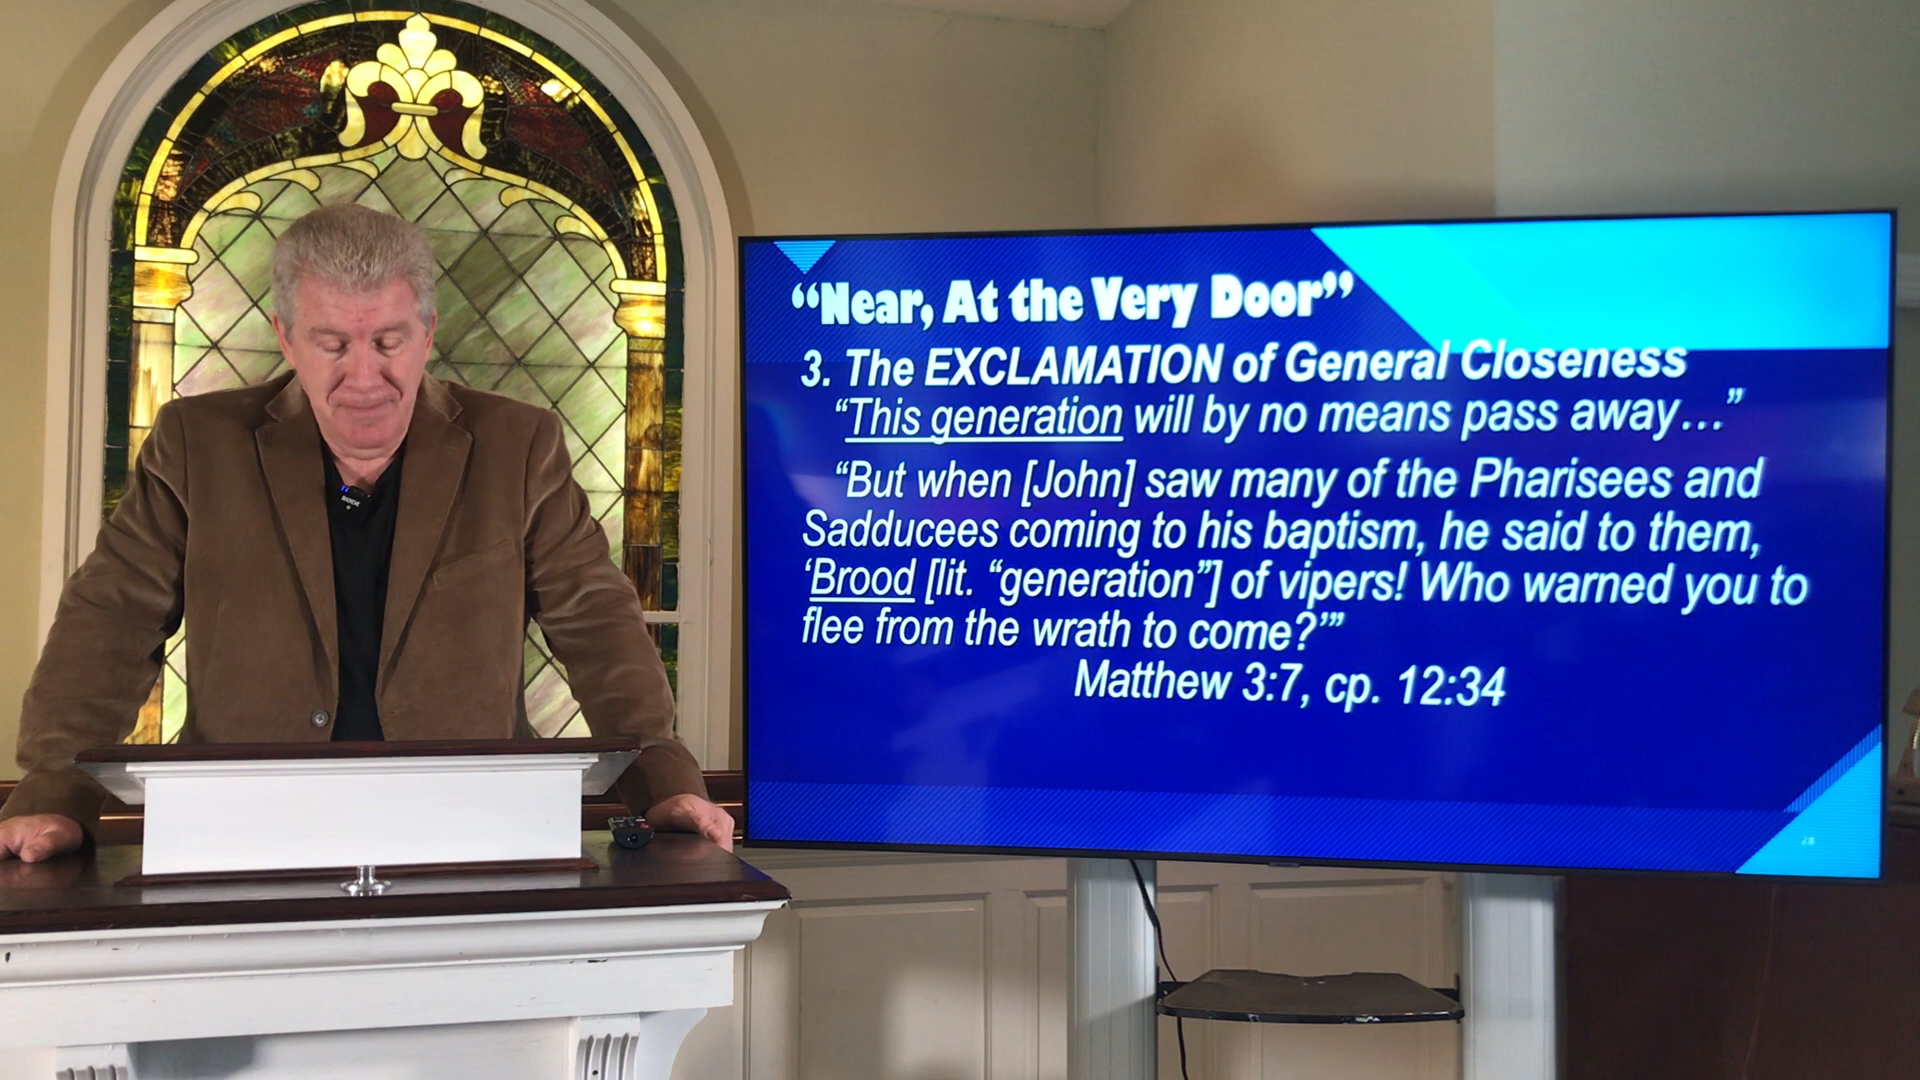 “Near, At the Very Door”
3. The EXCLAMATION of General Closeness
“This generation will by no means pass away…”
“But when [John] saw many of the Pharisees and
Sadducees coming to his baptism, he said to them,
‘Brood [lit. “generation”] of vipers! Who warned you to
flee from the wrath to come?’”
Matthew 3:7, cp. 12:34
28